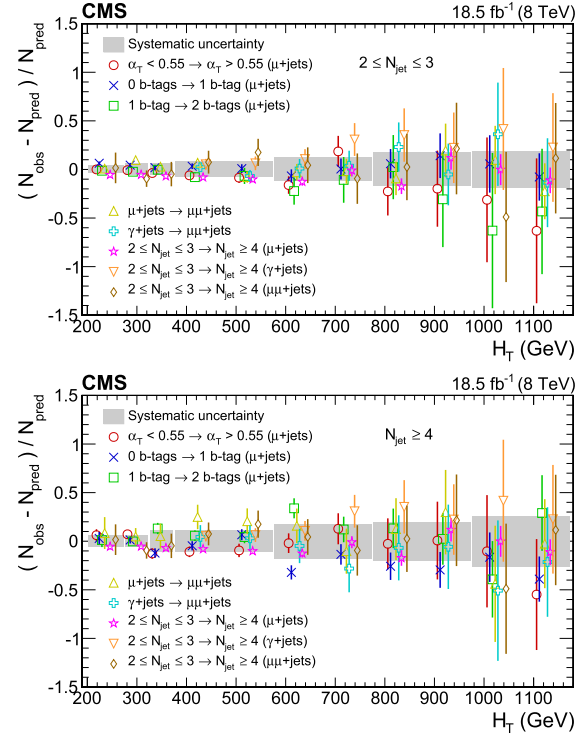 CMS 18.5 fb⁻¹ (8 TeV)
( N_obs - N_pred ) / N_pred
1.5
1
0.5
0
-0.5
-1
-1.5
Systematic uncertainty
α_T < 0.55 → α_T > 0.55 (μ+jets)
2 ≤ N_jet ≤ 3
0 b-tags → 1 b-tag (μ+jets)
1 b-tag → 2 b-tags (μ+jets)
μ+jets → μμ+jets
γ+jets → μμ+jets
2 ≤ N_jet ≤ 3 → N_jet ≥ 4 (μ+jets)
2 ≤ N_jet ≤ 3 → N_jet ≥ 4 (γ+jets)
2 ≤ N_jet ≤ 3 → N_jet ≥ 4 (μμ+jets)
200 300 400 500 600 700 800 900 1000 1100
H_T (GeV)
CMS 18.5 fb⁻¹ (8 TeV)
( N_obs - N_pred ) / N_pred
1.5
1
0.5
0
-0.5
-1
-1.5
Systematic uncertainty
α_T < 0.55 → α_T > 0.55 (μ+jets)
N_jet ≥ 4
0 b-tags → 1 b-tag (μ+jets)
1 b-tag → 2 b-tags (μ+jets)
μ+jets → μμ+jets
γ+jets → μμ+jets
2 ≤ N_jet ≤ 3 → N_jet ≥ 4 (μ+jets)
2 ≤ N_jet ≤ 3 → N_jet ≥ 4 (γ+jets)
2 ≤ N_jet ≤ 3 → N_jet ≥ 4 (μμ+jets)
200 300 400 500 600 700 800 900 1000 1100
H_T (GeV)